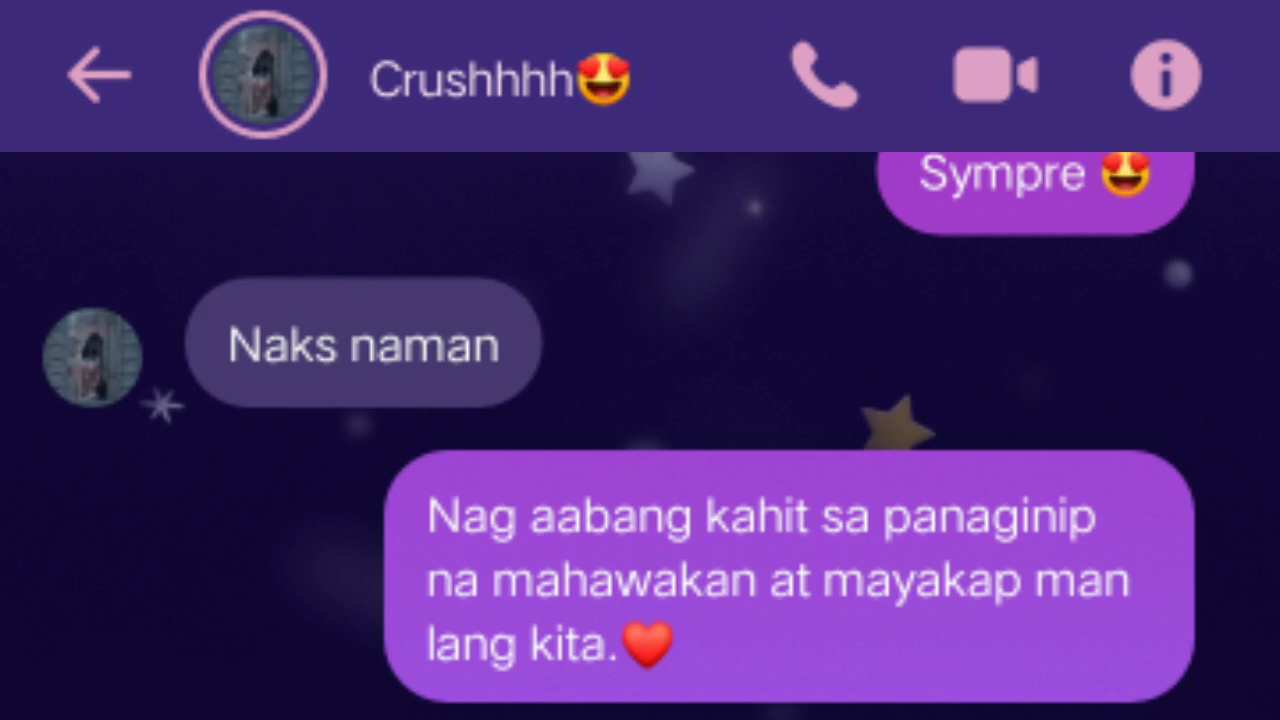 Crushhhh😍
Sympre 😍
Naks naman
Nag aabang kahit sa panaginip
na mahawakan at mayakap man
lang kita.❤️